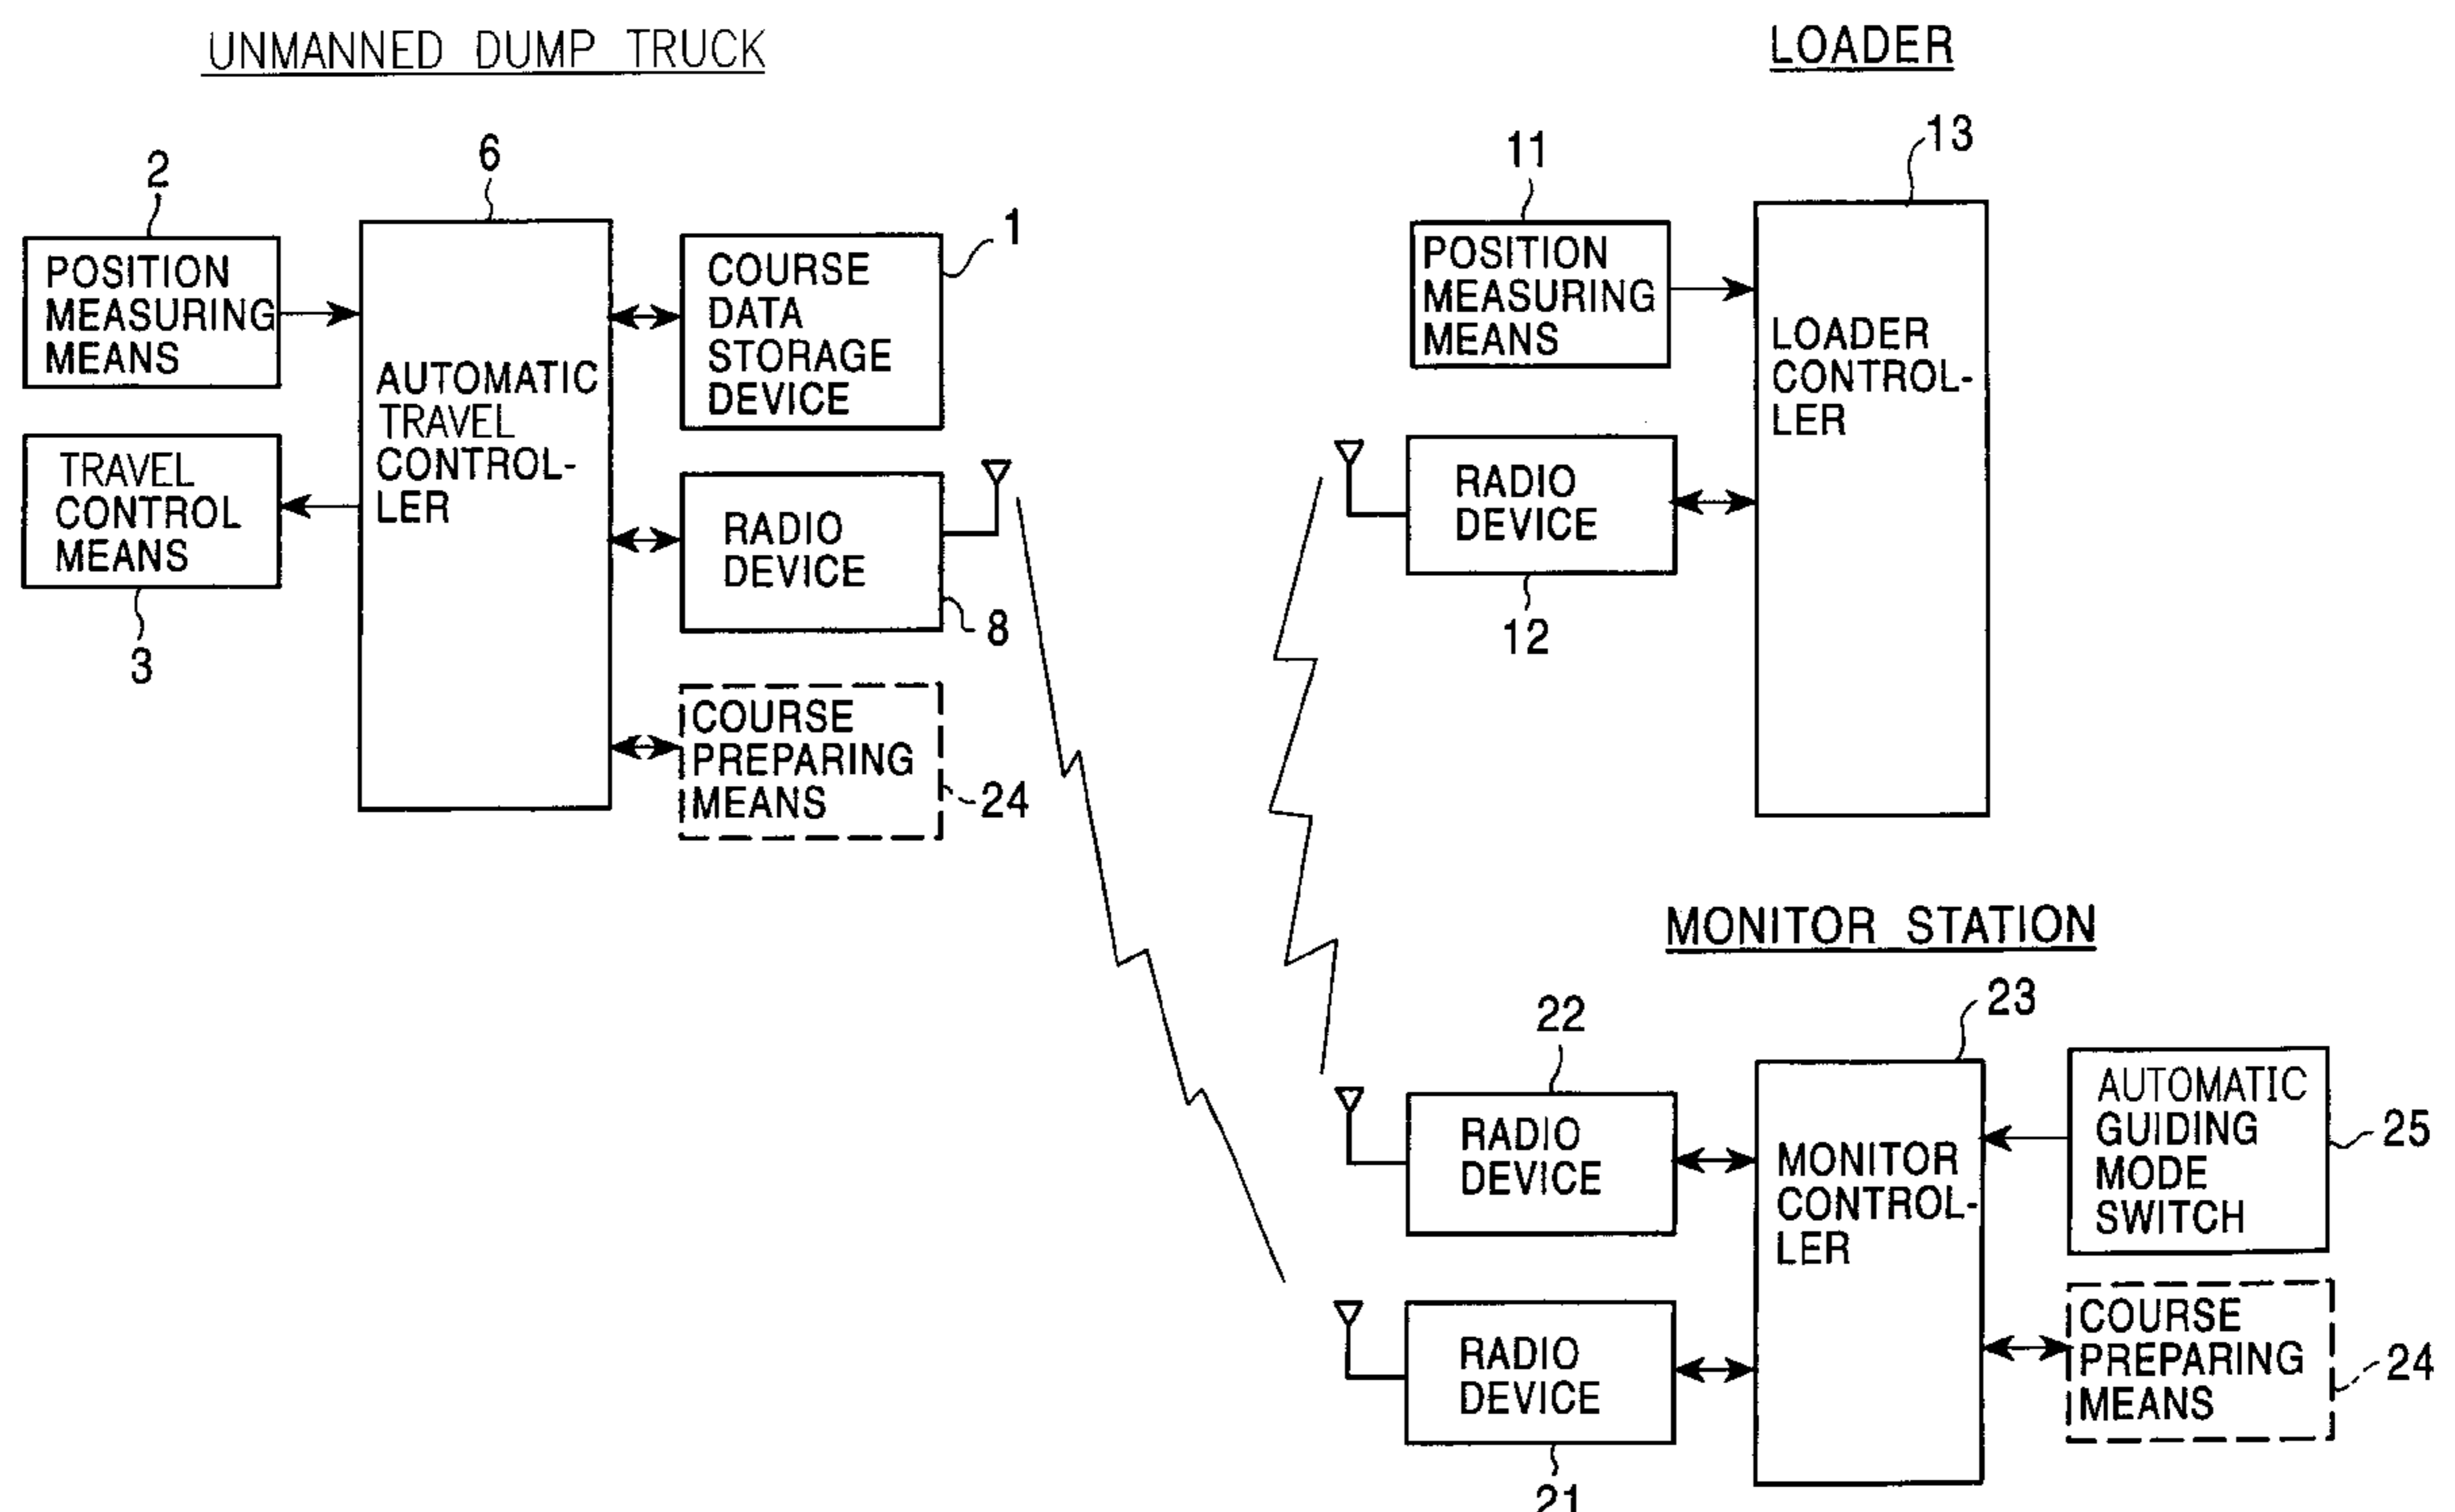 UNMANNED DUMP TRUCK
2
POSITION
MEASURING
MEANS
TRAVEL
CONTROL
MEANS
3
6
AUTOMATIC
TRAVEL
CONTROL-
LER
COURSE
DATA
STORAGE
DEVICE
1
RADIO
DEVICE
8
COURSE
PREPARING
MEANS
24
LOADER
11
POSITION
MEASURING
MEANS
RADIO
DEVICE
12
13
LOADER
CONTROL-
LER
MONITOR STATION
22
RADIO
DEVICE
RADIO
DEVICE
21
23
MONITOR
CONTROL-
LER
AUTOMATIC
GUIDING
MODE
SWITCH
25
COURSE
PREPARING
MEANS
24